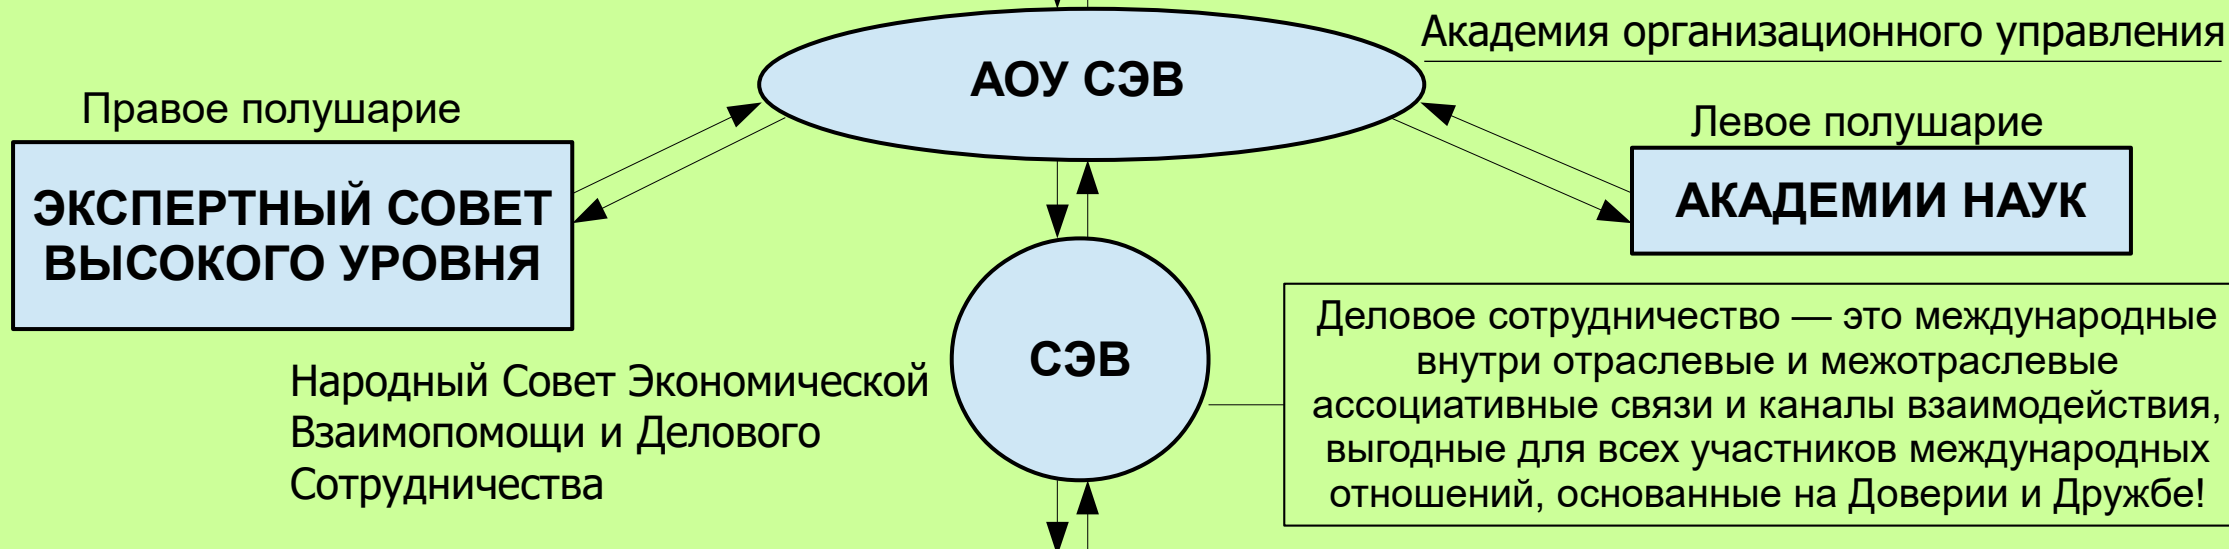 Академия организационного управления
АОУ СЭВ
Правое полушарие
Левое полушарие
ЭКСПЕРТНЫЙ СОВЕТ
ВЫСОКОГО УРОВНЯ
АКАДЕМИИ НАУК
СЭВ
Народный Совет Экономической
Взаимопомощи и Делового
Сотрудничества
Деловое сотрудничество — это международные
внутри отраслевые и межотраслевые
ассоциативные связи и каналы взаимодействия,
выгодные для всех участников международных
отношений, основанные на Доверии и Дружбе!